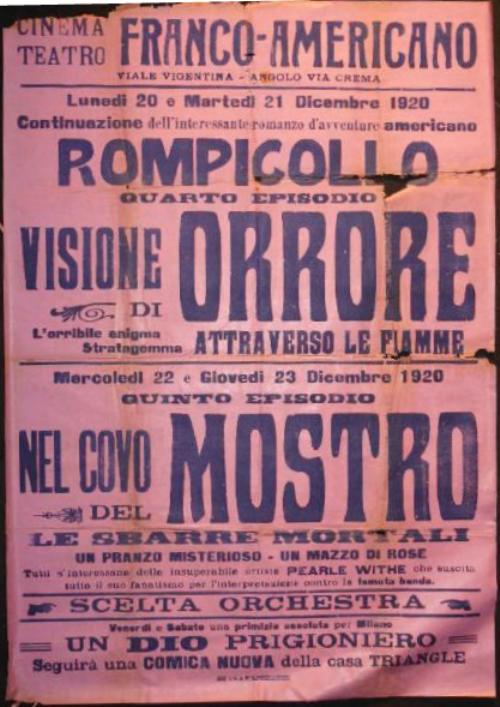 CINEMA TEATRO FRANCO-AMERICANO
VIALE VIGENTINA - ANGOLO VIA CREMA
Lunedì 20 e Martedì 21 Dicembre 1920
Continuazione dell'interessante romanzo d'avventure americano
ROMPICOLLO
QUARTO EPISODIO
VISIONE DI ORRORE
L'orribile enigma
Stratagemma ATTRAVERSO LE FIAMME
Mercoledì 22 e Giovedì 23 Dicembre 1920
QUINTO EPISODIO
NEL COVO DEL MOSTRO
LE SBARRE MORTALI
UN PRANZO MISTERIOSO - UN MAZZO DI ROSE
Tutti s'interessano delle insuperabile artista PEARLE WITHE che suscita
tutto il suo fanatismo per l'interpretazione contro la temuta banda.
SCELTA ORCHESTRA
Venerdì e Sabato una primizia assoluta per Milano
UN DIO PRIGIONIERO
Seguirà una COMICA NUOVA della casa TRIANGLE